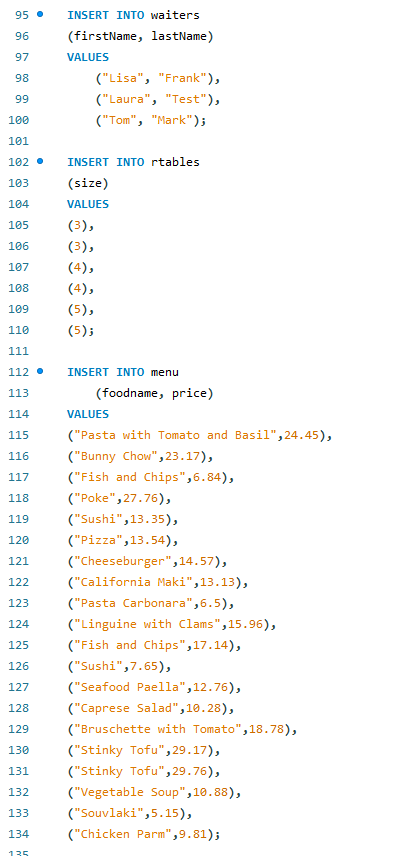 95 INSERT INTO waiters
96 (firstName, lastName)
97 VALUES
98 ("Lisa", "Frank"),
99 ("Laura", "Test"),
100 ("Tom", "Mark");
101
102 INSERT INTO rtables
103 (size)
104 VALUES
105 (3),
106 (3),
107 (4),
108 (4),
109 (5),
110 (5);
111
112 INSERT INTO menu
113 (foodname, price)
114 VALUES
115 ("Pasta with Tomato and Basil",24.45),
116 ("Bunny Chow",23.17),
117 ("Fish and Chips",6.84),
118 ("Poke",27.76),
119 ("Sushi",13.35),
120 ("Pizza",13.54),
121 ("Cheeseburger",14.57),
122 ("California Maki",13.13),
123 ("Pasta Carbonara",6.5),
124 ("Linguine with Clams",15.96),
125 ("Fish and Chips",17.14),
126 ("Sushi",7.65),
127 ("Seafood Paella",12.76),
128 ("Caprese Salad",10.28),
129 ("Bruschette with Tomato",18.78),
130 ("Stinky Tofu",29.17),
131 ("Stinky Tofu",29.76),
132 ("Vegetable Soup",10.88),
133 ("Souvlaki",5.15),
134 ("Chicken Parm",9.81);
135